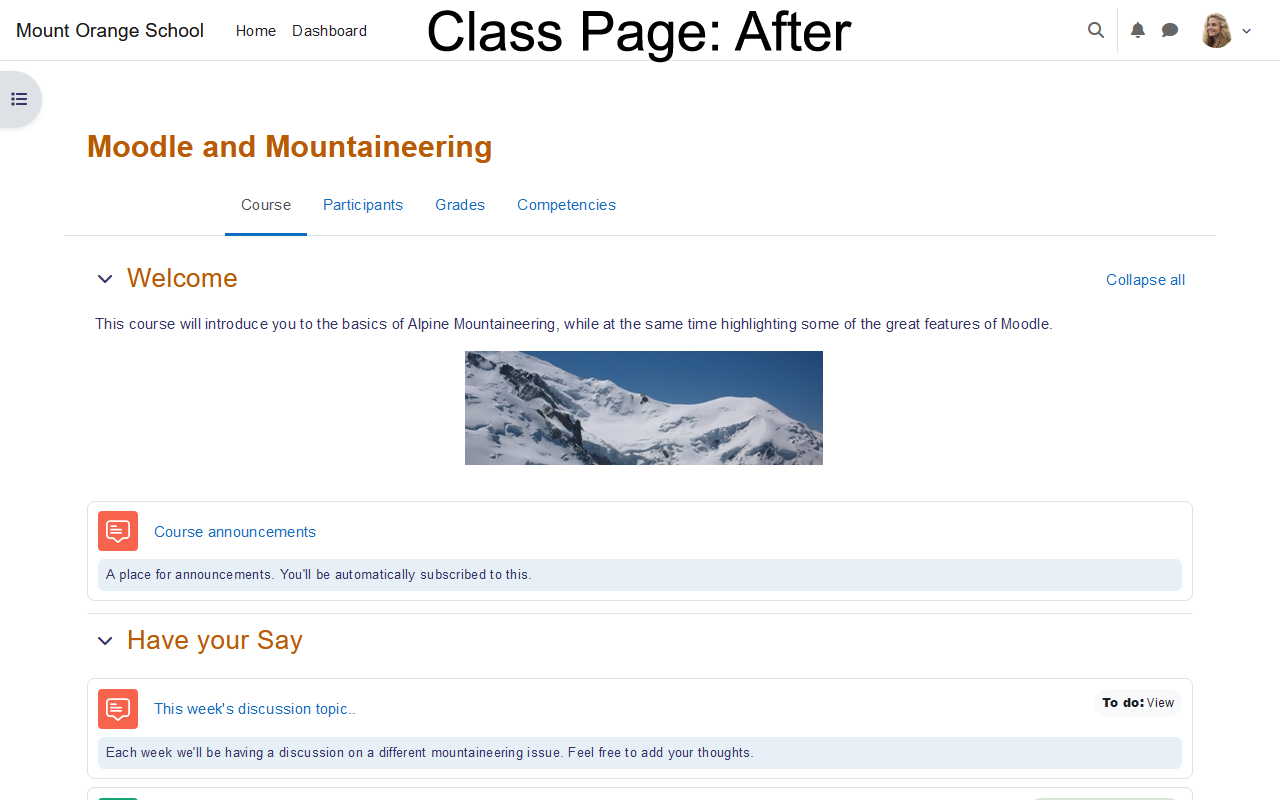 Mount Orange School Home Dashboard Class Page: After
Moodle and Mountaineering
Course Participants Grades Competencies
Welcome Collapse all
This course will introduce you to the basics of Alpine Mountaineering, while at the same time highlighting some of the great features of Moodle.
Course announcements
A place for announcements. You'll be automatically subscribed to this.
Have your Say
This week's discussion topic.. To do: View
Each week we'll be having a discussion on a different mountaineering issue. Feel free to add your thoughts.